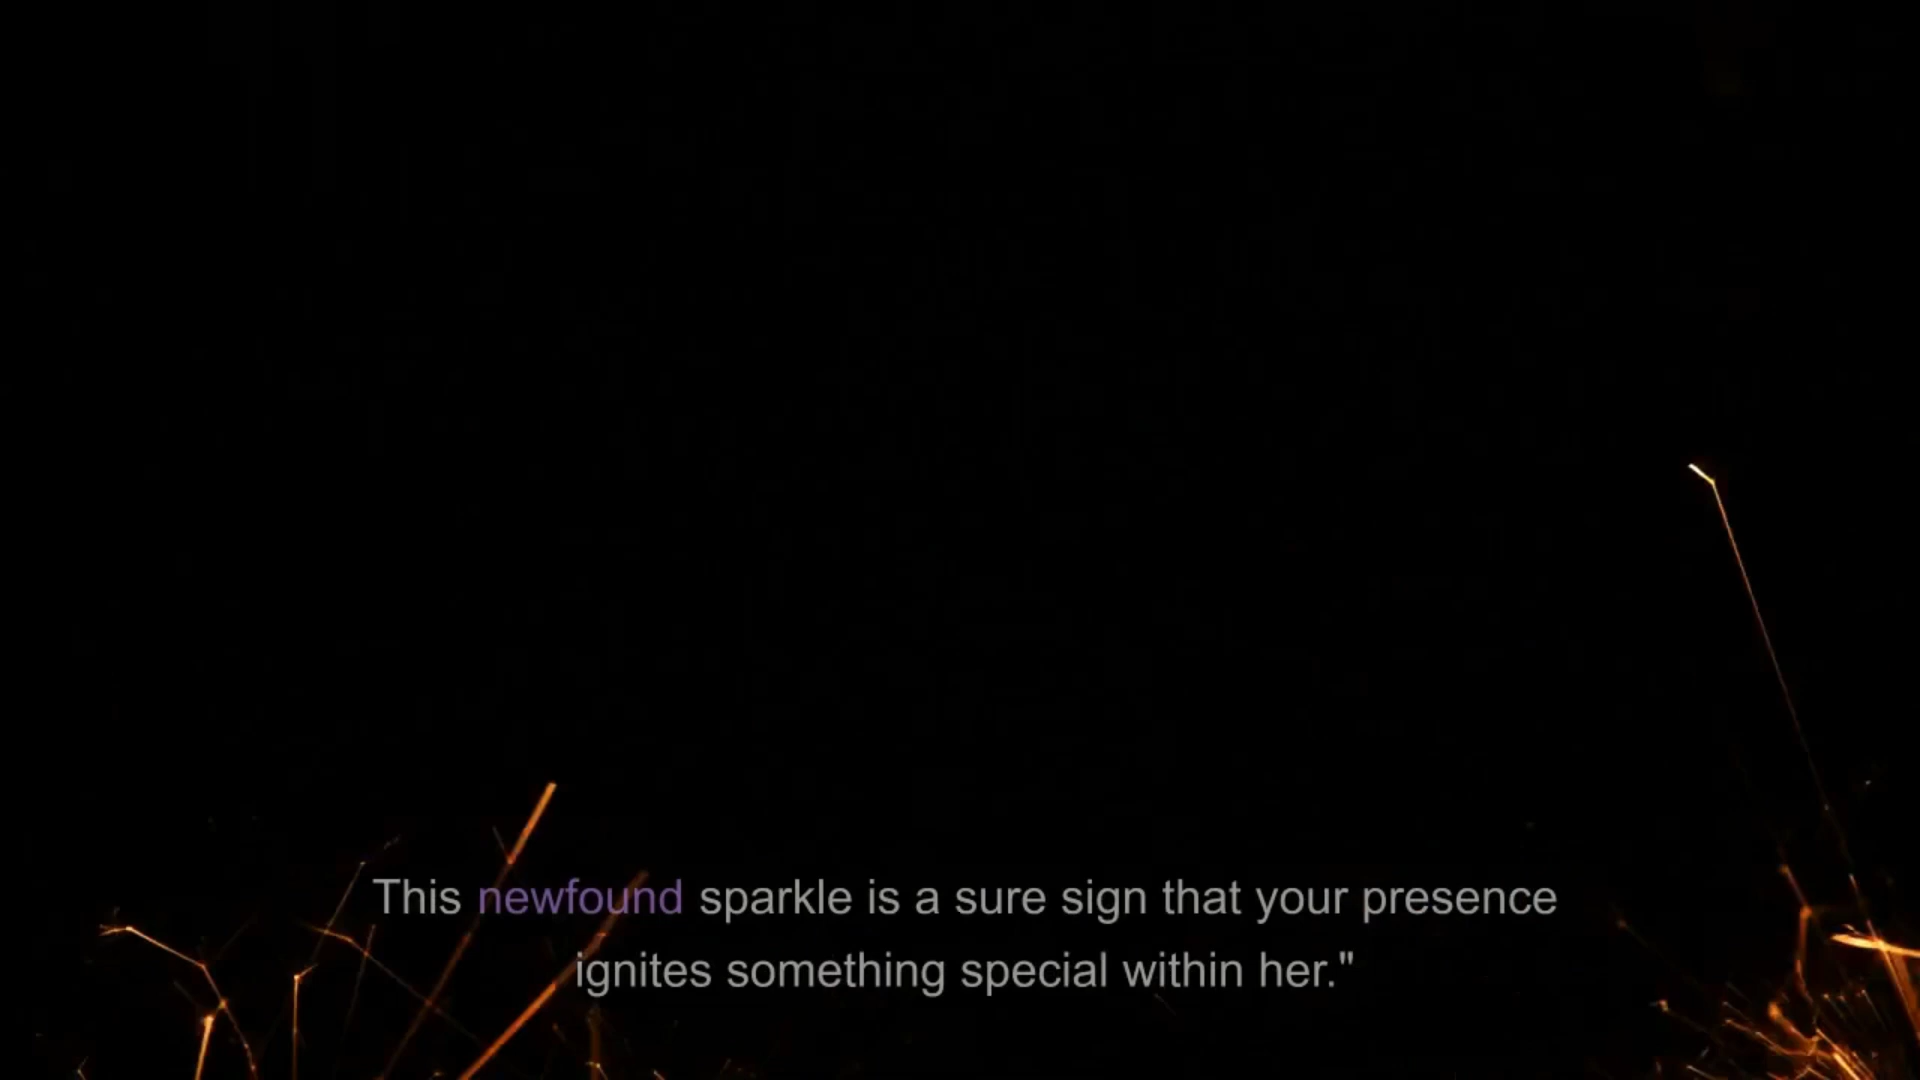 This newfound sparkle is a sure sign that your presence
ignites something special within her."